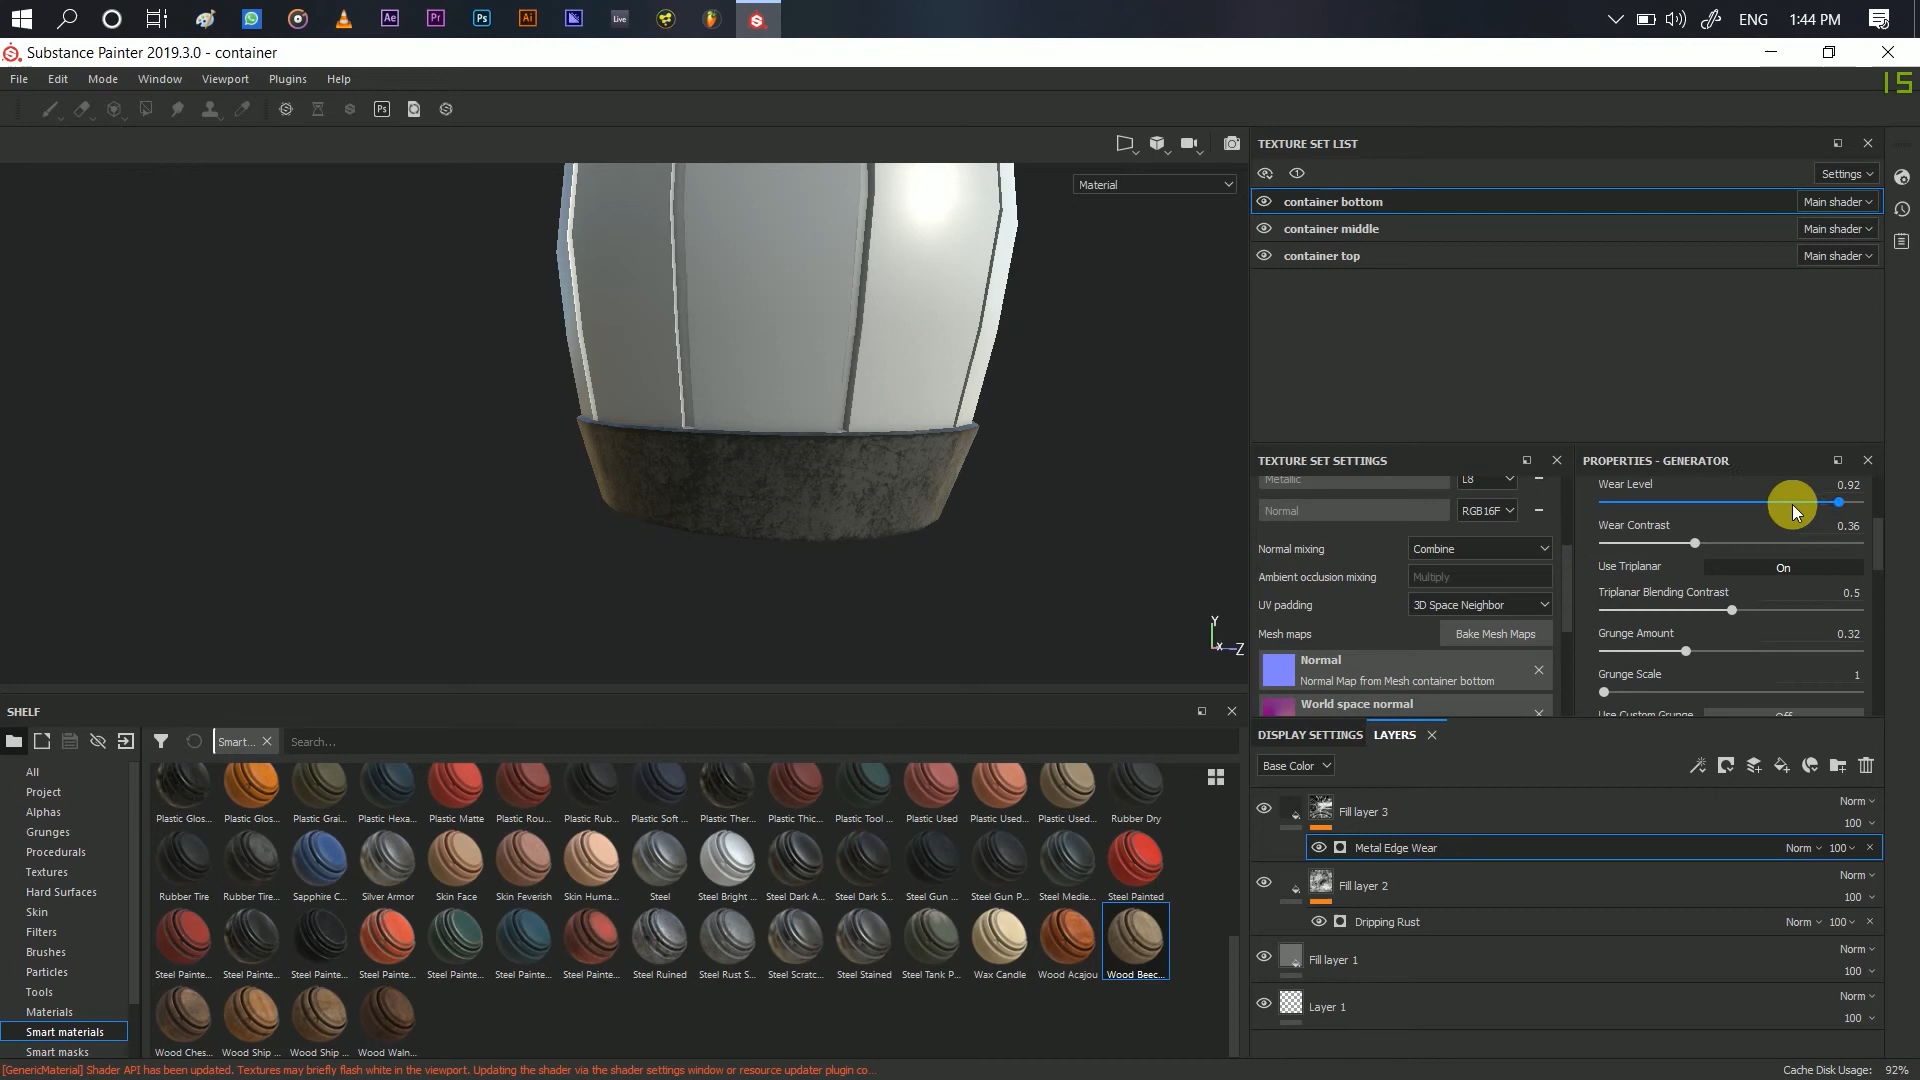 Ae
Pr
Ps
Ai
Live
ENG
1:44 PM
Substance Painter 2019.3.0 - container
File Edit Mode Window Viewport Plugins Help
15
Ps
Material
Y
X
Z
TEXTURE SET LIST
Settings
container bottom Main shader
container middle Main shader
container top Main shader
TEXTURE SET SETTINGS
Metallic L8
Normal RGB16F
Normal mixing Combine
Ambient occlusion mixing Multiply
UV padding 3D Space Neighbor
Mesh maps Bake Mesh Maps
Normal
Normal Map from Mesh container bottom
World space normal
PROPERTIES - GENERATOR
Wear Level 0.92
Wear Contrast 0.36
Use Triplanar On
Triplanar Blending Contrast 0.5
Grunge Amount 0.32
Grunge Scale 1
Use Custom Grunge Off
DISPLAY SETTINGS LAYERS
Base Color
Fill layer 3 Norm 100
Metal Edge Wear Norm 100
Fill layer 2 Norm 100
Dripping Rust Norm 100
Fill layer 1 Norm 100
Layer 1 Norm 100
SHELF
Smart...
Search...
All
Project
Alphas
Grunges
Procedurals
Textures
Hard Surfaces
Skin
Filters
Brushes
Particles
Tools
Materials
Smart materials
Smart masks
Plastic Glos... Plastic Glos... Plastic Grai... Plastic Hexa... Plastic Matte Plastic Rou... Plastic Rub... Plastic Soft ... Plastic Ther... Plastic Thic... Plastic Tool ... Plastic Used Plastic Used... Plastic Used... Rubber Dry
Rubber Tire Rubber Tire... Sapphire C... Silver Armor Skin Face Skin Feverish Skin Huma... Steel Steel Bright ... Steel Dark A... Steel Dark S... Steel Gun ... Steel Gun P... Steel Medie... Steel Painted
Steel Painte... Steel Painte... Steel Painte... Steel Painte... Steel Painte... Steel Painte... Steel Painte... Steel Ruined Steel Rust S... Steel Scratc... Steel Stained Steel Tank P... Wax Candle Wood Acajou Wood Beec...
Wood Ches... Wood Ship ... Wood Ship ... Wood Waln...
[GenericMaterial] Shader API has been updated. Textures may briefly flash white in the viewport. Updating the shader via the shader settings window or resource updater plugin co...
Cache Disk Usage: 92%